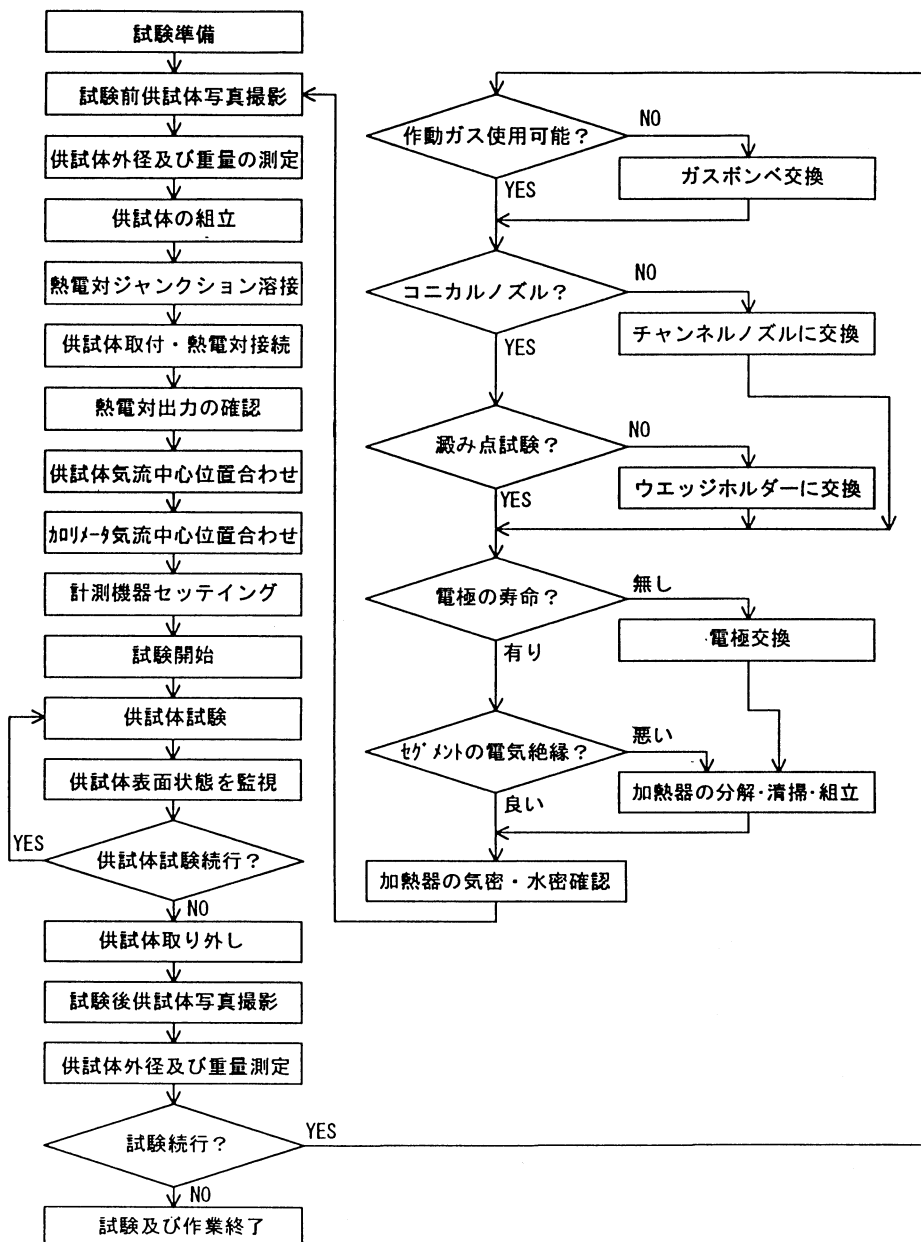 試験準備
試験前供試体写真撮影
供試体外径及び重量の測定
供試体の組立
熱電対ジャンクション溶接
供試体取付・熱電対接続
熱電対出力の確認
供試体気流中心位置合わせ
ｶﾛﾘﾒｰﾀ気流中心位置合わせ
計測機器セッテイング
試験開始
供試体試験
供試体表面状態を監視
YES
供試体試験続行？
NO
供試体取り外し
試験後供試体写真撮影
供試体外径及び重量測定
試験続行？
YES
NO
試験及び作業終了
作動ガス使用可能？
NO
ガスボンベ交換
YES
コニカルノズル？
NO
チャンネルノズルに交換
YES
澱み点試験？
NO
ウエッジホルダーに交換
YES
電極の寿命？
無し
電極交換
有り
ｾｸﾞﾒﾝﾄの電気絶縁？
悪い
加熱器の分解・清掃・組立
良い
加熱器の気密・水密確認